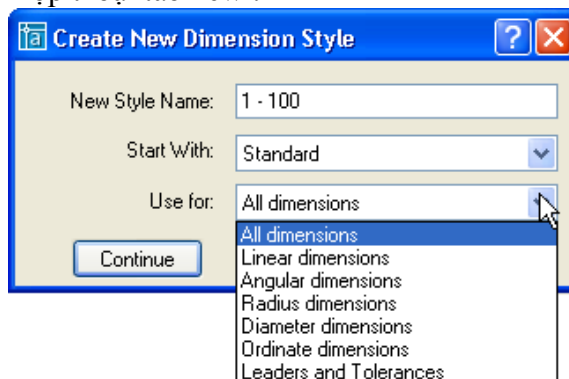 Create New Dimension Style
New Style Name: 1 - 100
Start With: Standard
Use for: All dimensions
All dimensions
Continue
Linear dimensions
Angular dimensions
Radius dimensions
Diameter dimensions
Ordinate dimensions
Leaders and Tolerances